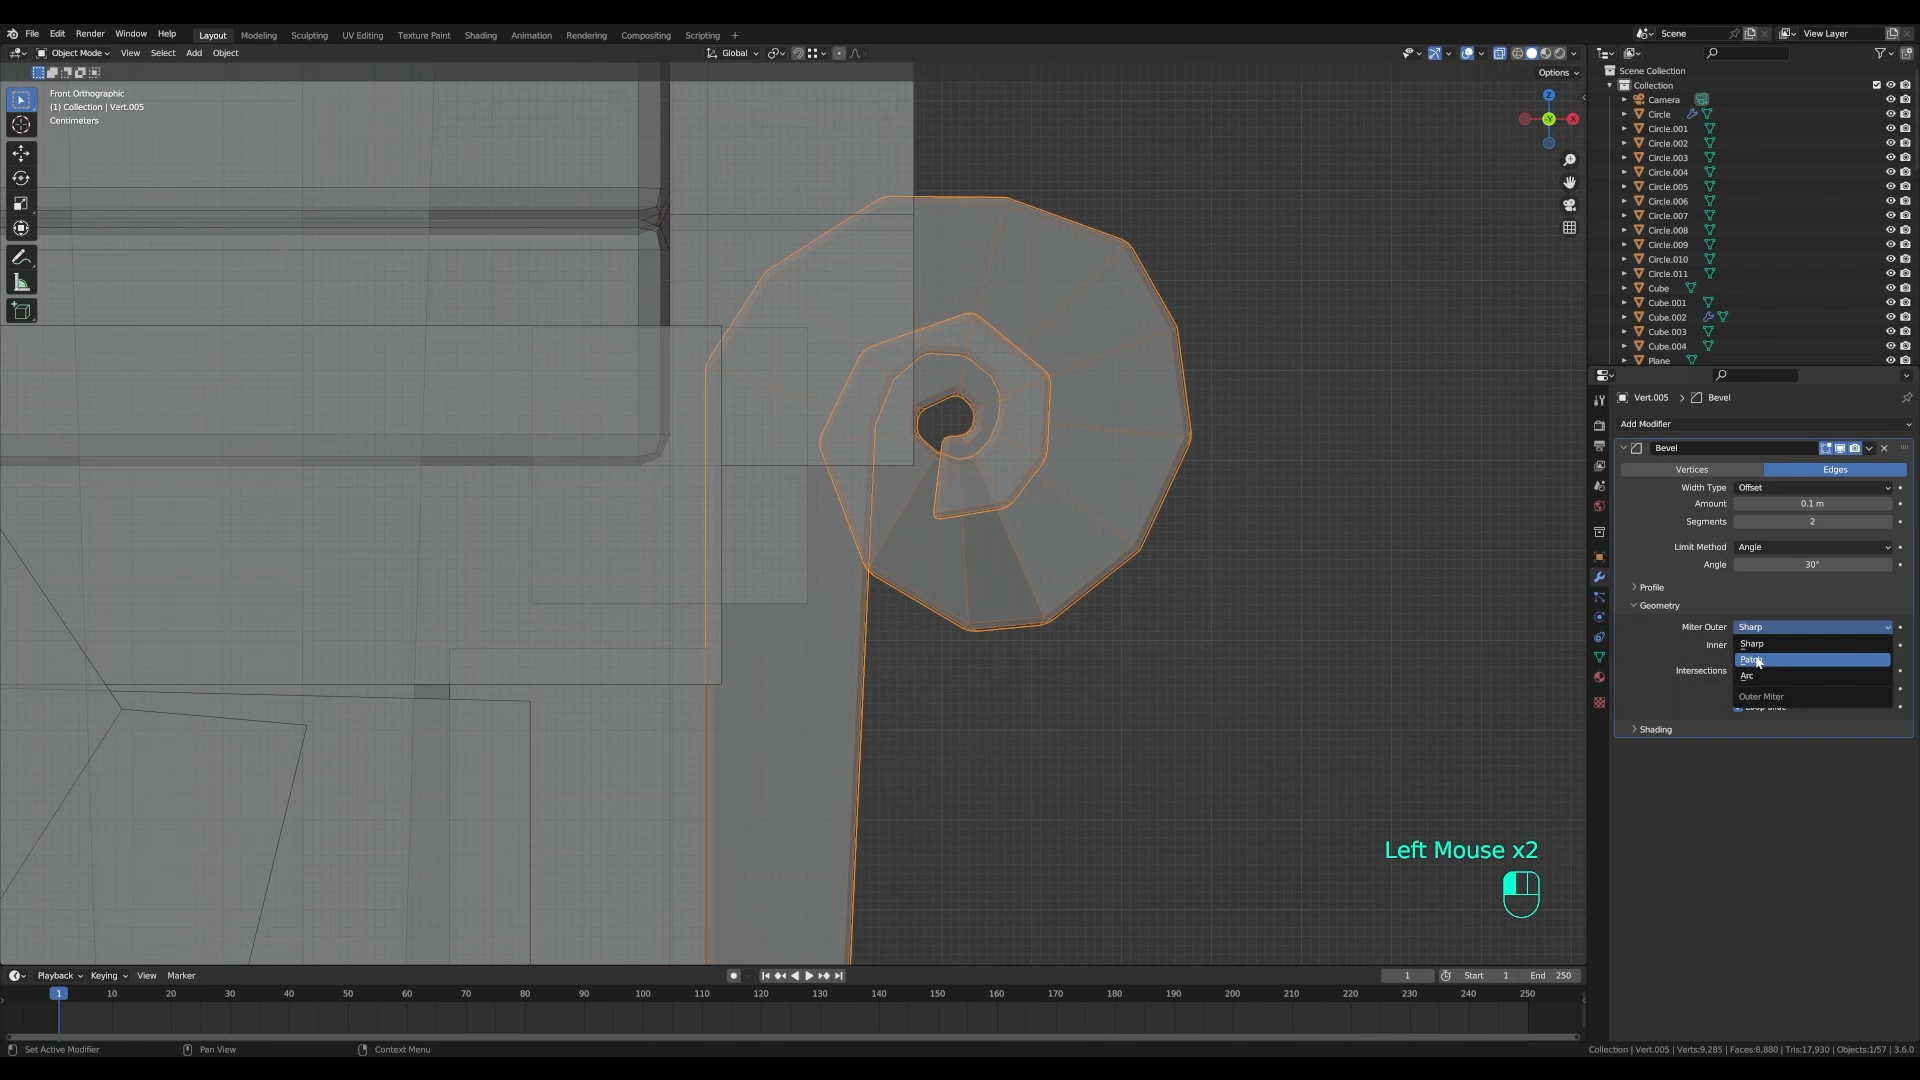 File Edit Render Window Help Layout Modeling Sculpting UV Editing Texture Paint Shading Animation Rendering Compositing Scripting + Scene View Layer
Object Mode View Select Add Object Global
Options
Front Orthographic
(1) Collection | Vert.005
Centimeters
Z
Y
X
Scene Collection
Collection
Camera
Circle
Circle.001
Circle.002
Circle.003
Circle.004
Circle.005
Circle.006
Circle.007
Circle.008
Circle.009
Circle.010
Circle.011
Cube
Cube.001
Cube.002
Cube.003
Cube.004
Plane
Vert.005 > Bevel
Add Modifier
Bevel
Vertices Edges
Width Type Offset
Amount 0.1 m
Segments 2
Limit Method Angle
Angle 30°
Profile
Geometry
Miter Outer Sharp
Inner Sharp
Intersections
Arc
Outer Miter
Shading
Left Mouse x2
Playback Keying View Marker 1 Start 1 End 250
1 10 20 30 40 50 60 70 80 90 100 110 120 130 140 150 160 170 180 190 200 210 220 230 240 250
Set Active Modifier Pan View Context Menu Collection | Vert.005 | Verts:9,285 | Faces:8,880 | Tris:17,930 | Objects:1/57 | 3.6.0